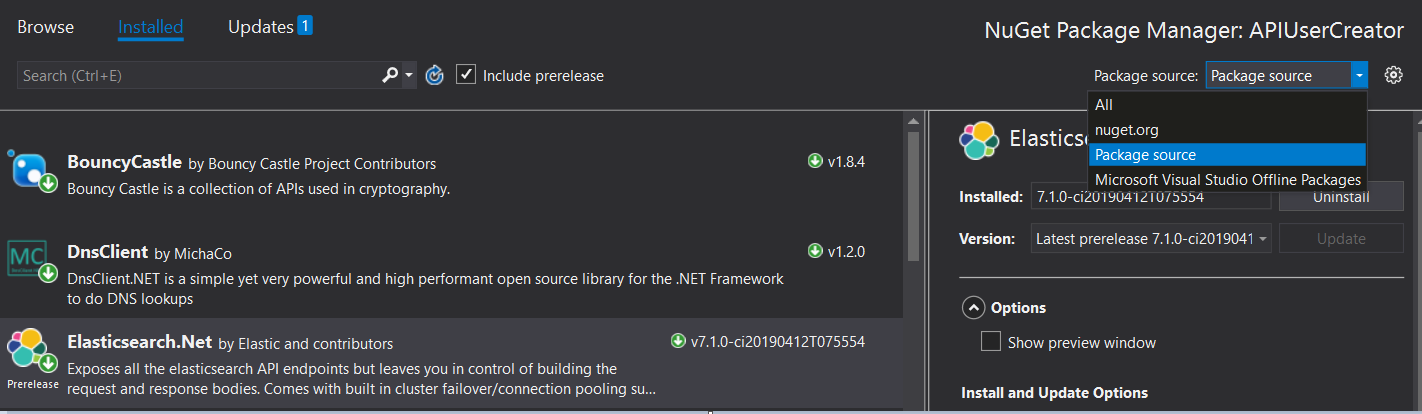 Browse Installed Updates 1
NuGet Package Manager: APIUserCreator
Search (Ctrl+E) Include prerelease
Package source: Package source
All
nuget.org
Package source
Microsoft Visual Studio Offline Packages
BouncyCastle by Bouncy Castle Project Contributors v1.8.4
Bouncy Castle is a collection of APIs used in cryptography.
DnsClient by MichaCo v1.2.0
MC
DnsClient.NET is a simple yet very powerful and high performant open source library for the .NET Framework
to do DNS lookups
Elasticsearch.Net by Elastic and contributors v7.1.0-ci20190412T075554
Prerelease
Exposes all the elasticsearch API endpoints but leaves you in control of building the
request and response bodies. Comes with built in cluster failover/connection pooling su...
Elasticsearch
Installed: 7.1.0-ci20190412T075554 Uninstall
Version: Latest prerelease 7.1.0-ci2019041 Update
Options
Show preview window
Install and Update Options